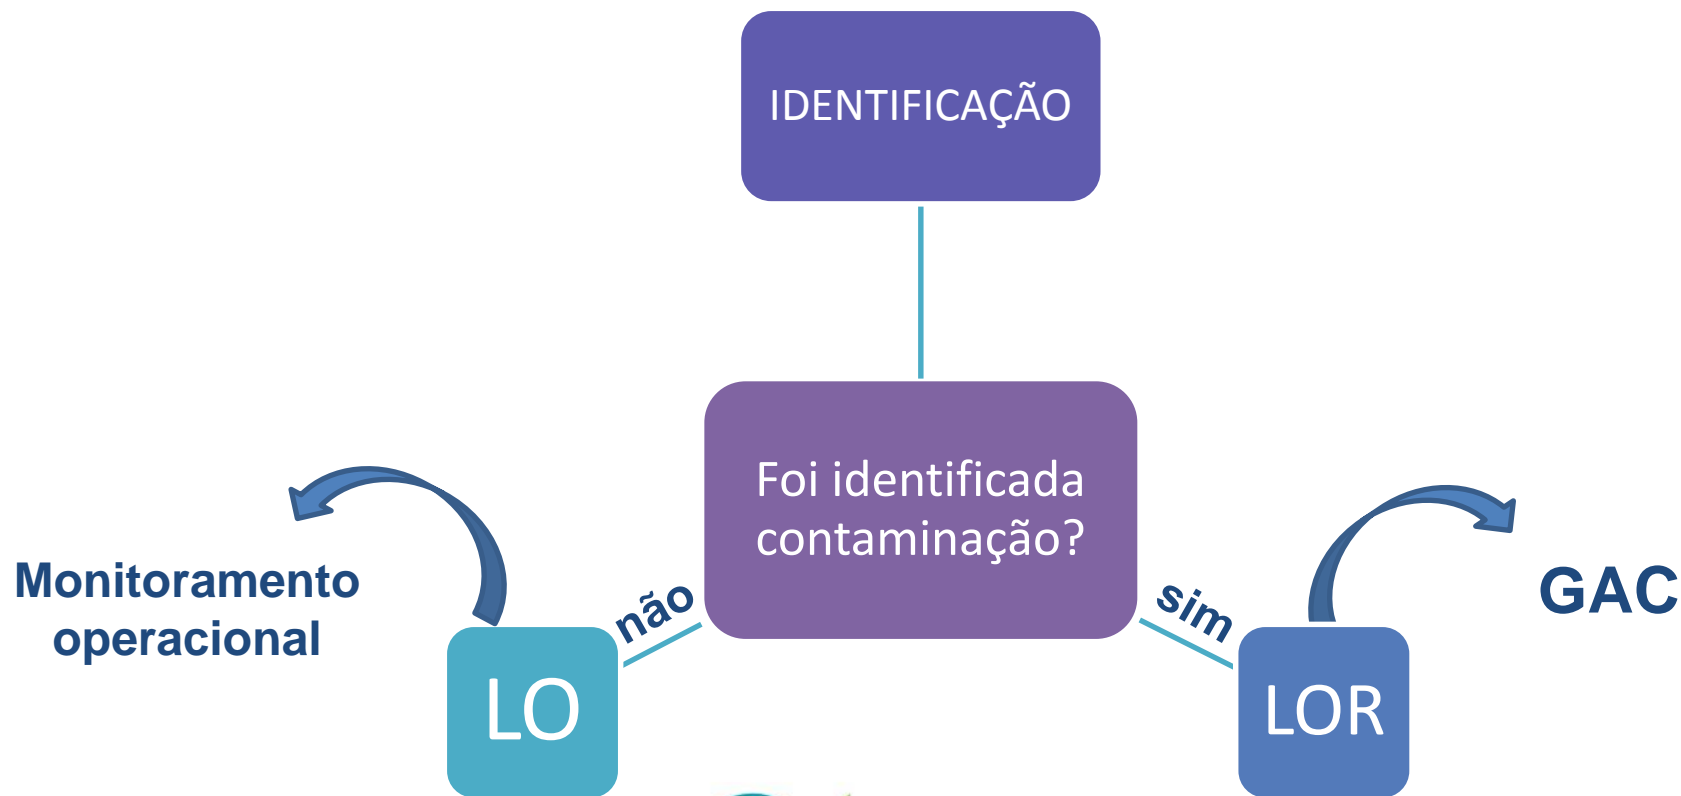 IDENTIFICAÇÃO
Foi identificada
contaminação?
Monitoramento
operacional
não
sim
GAC
LO
LOR